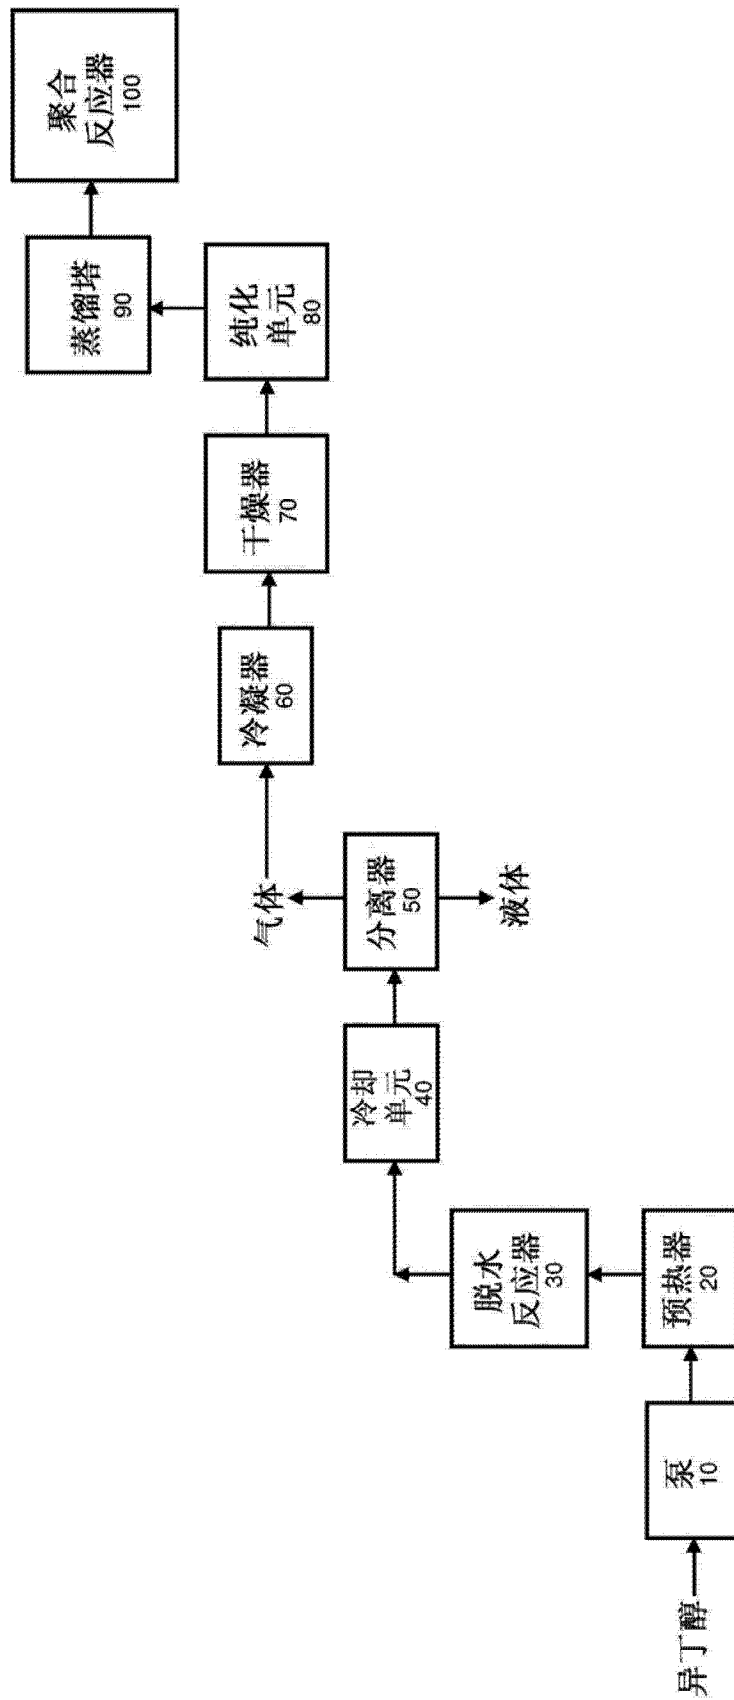 异丁醇
泵
10
预热器
20
脱水
反应器
30
冷却
单元
40
分离器
50
气体
液体
冷凝器
60
干燥器
70
纯化
单元
80
蒸馏塔
90
聚合
反应器
100